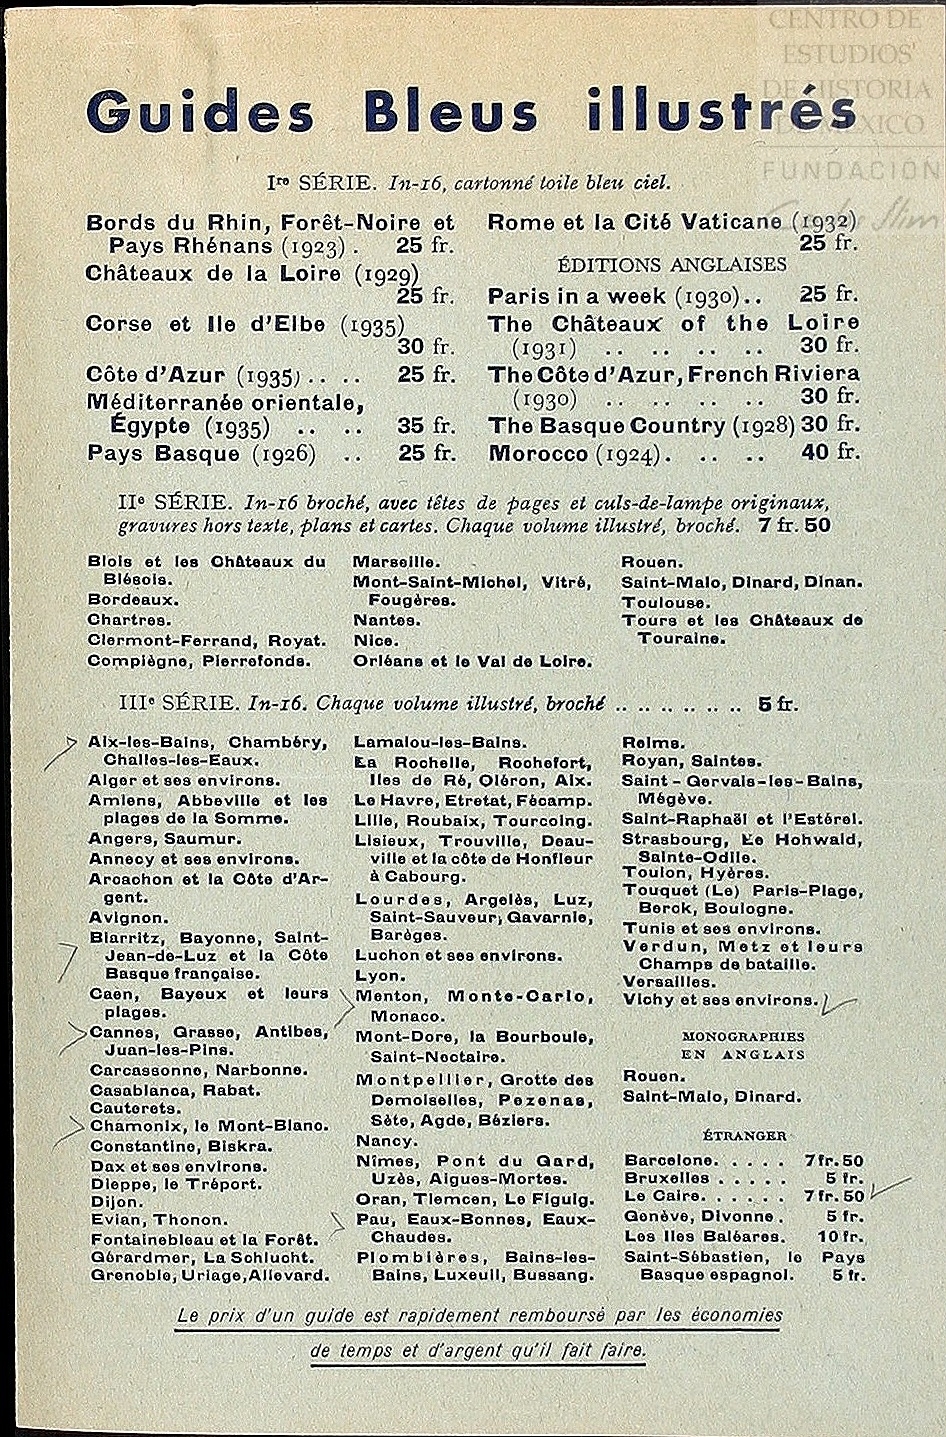 CENTRO DE
ESTUDIOS
DE HISTORIA
DE MÉXICO
FUNDACIÓN
Guides Bleus illustrés
Iʳᵉ SÉRIE. In-16, cartonné toile bleu ciel.
Bords du Rhin, Forêt-Noire et
Pays Rhénans (1923) . 25 fr.
Châteaux de la Loire (1929)
25 fr.
Corse et Ile d'Elbe (1935)
30 fr.
Côte d'Azur (1935) .. .. 25 fr.
Méditerranée orientale,
Égypte (1935) .. .. 35 fr.
Pays Basque (1926) .. 25 fr.
Rome et la Cité Vaticane (1932)
25 fr.
ÉDITIONS ANGLAISES
Paris in a week (1930) .. 25 fr.
The Châteaux of the Loire
(1931) .. .. .. .. 30 fr.
The Côte d'Azur, French Riviera
(1930) .. .. .. .. 30 fr.
The Basque Country (1928) 30 fr.
Morocco (1924) . .. .. 40 fr.
IIᵉ SÉRIE. In-16 broché, avec têtes de pages et culs-de-lampe originaux,
gravures hors texte, plans et cartes. Chaque volume illustré, broché. 7 fr. 50
Blois et les Châteaux du
Blésois.
Bordeaux.
Chartres.
Clermont-Ferrand, Royat.
Compiègne, Pierrefonds.
Marseille.
Mont-Saint-Michel, Vitré,
Fougères.
Nantes.
Nice.
Orléans et le Val de Loire.
Rouen.
Saint-Malo, Dinard, Dinan.
Toulouse.
Tours et les Châteaux de
Touraine.
IIIᵉ SÉRIE. In-16. Chaque volume illustré, broché .. .. .. .. .. .. 5 fr.
Aix-les-Bains, Chambéry,
Challes-les-Eaux.
Alger et ses environs.
Amiens, Abbeville et les
plages de la Somme.
Angers, Saumur.
Annecy et ses environs.
Arcachon et la Côte d'Ar-
gent.
Avignon.
Biarritz, Bayonne, Saint-
Jean-de-Luz et la Côte
Basque française.
Caen, Bayeux et leurs
plages.
Cannes, Grasse, Antibes,
Juan-les-Pins.
Carcassonne, Narbonne.
Casablanca, Rabat.
Cauterets.
Chamonix, le Mont-Blanc.
Constantine, Biskra.
Dax et ses environs.
Dieppe, le Tréport.
Dijon.
Evian, Thonon.
Fontainebleau et la Forêt.
Gérardmer, La Schlucht.
Grenoble, Uriage, Allevard.
Lamalou-les-Bains.
La Rochelle, Rochefort,
Iles de Ré, Oléron, Aix.
Le Havre, Etretat, Fécamp.
Lille, Roubaix, Tourcoing.
Lisieux, Trouville, Deau-
ville et la côte de Honfleur
à Cabourg.
Lourdes, Argelès, Luz,
Saint-Sauveur, Gavarnie,
Barèges.
Luchon et ses environs.
Lyon.
Menton, Monte-Carlo,
Monaco.
Mont-Dore, la Bourboule,
Saint-Nectaire.
Montpellier, Grotte des
Demoiselles, Pezenas,
Sète, Agde, Béziers.
Nancy.
Nîmes, Pont du Gard,
Uzès, Aigues-Mortes.
Oran, Tlemcen, Le Figuig.
Pau, Eaux-Bonnes, Eaux-
Chaudes.
Plombières, Bains-les-
Bains, Luxeuil, Bussang.
Reims.
Royan, Saintes.
Saint-Gervais-les-Bains,
Mégève.
Saint-Raphaël et l'Estérel.
Strasbourg, Le Hohwald,
Sainte-Odile.
Toulon, Hyères.
Touquet (Le) Paris-Plage,
Berck, Boulogne.
Tunis et ses environs.
Verdun, Metz et leurs
Champs de bataille.
Versailles.
Vichy et ses environs.
MONOGRAPHIES
EN ANGLAIS
Rouen.
Saint-Malo, Dinard.
ÉTRANGER
Barcelone. . . . . 7 fr. 50
Bruxelles . . . . . 5 fr.
Le Caire. . . . . . 7 fr. 50
Genève, Divonne . 5 fr.
Les Iles Baléares. 10 fr.
Saint-Sébastien, le Pays
Basque espagnol. 5 fr.
Le prix d'un guide est rapidement remboursé par les économies
de temps et d'argent qu'il fait faire.